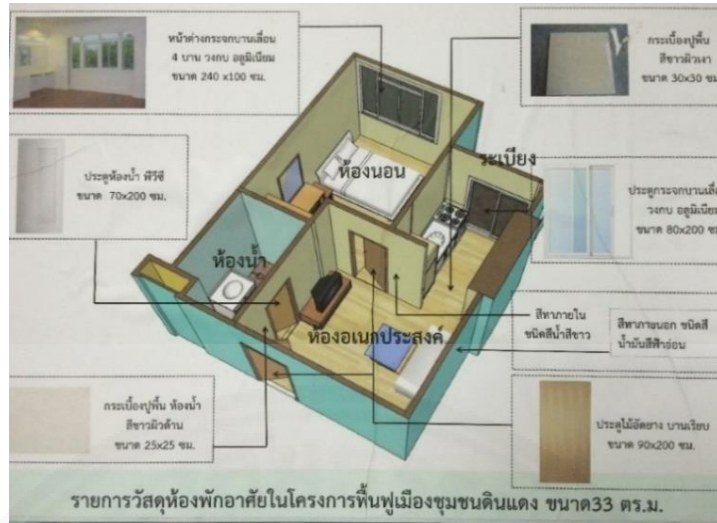 หน้าต่างกระจกบานเลื่อน
4 บาน วงกบ อลูมิเนียม
ขนาด 240 x100 ซม.
กระเบื้องปูพื้น
สีขาวผิวเงา
ขนาด 30x30 ซม.
ประตูห้องน้ำ พีวีซี
ขนาด 70x200 ซม.
ห้องนอน
ระเบียง
ประตูกระจกบานเลื่
วงกบ อลูมิเนียม
ขนาด 80x200 ซม.
ห้องน้ำ
ห้องอเนกประสงค์
สีทาภายใน
ชนิดสีน้ำสีขาว
สีทาภายนอก ชนิดสี
น้ำมันสีฟ้าอ่อน
กระเบื้องปูพื้น ห้องน้ำ
สีขาวผิวด้าน
ขนาด 25x25 ซม.
ประตูไม้อัดยาง บานเรียบ
ขนาด 90x200 ซม.
รายการวัสดุห้องพักอาศัยในโครงการฟื้นฟูเมืองชุมชนดินแดง ขนาด33 ตร.ม.